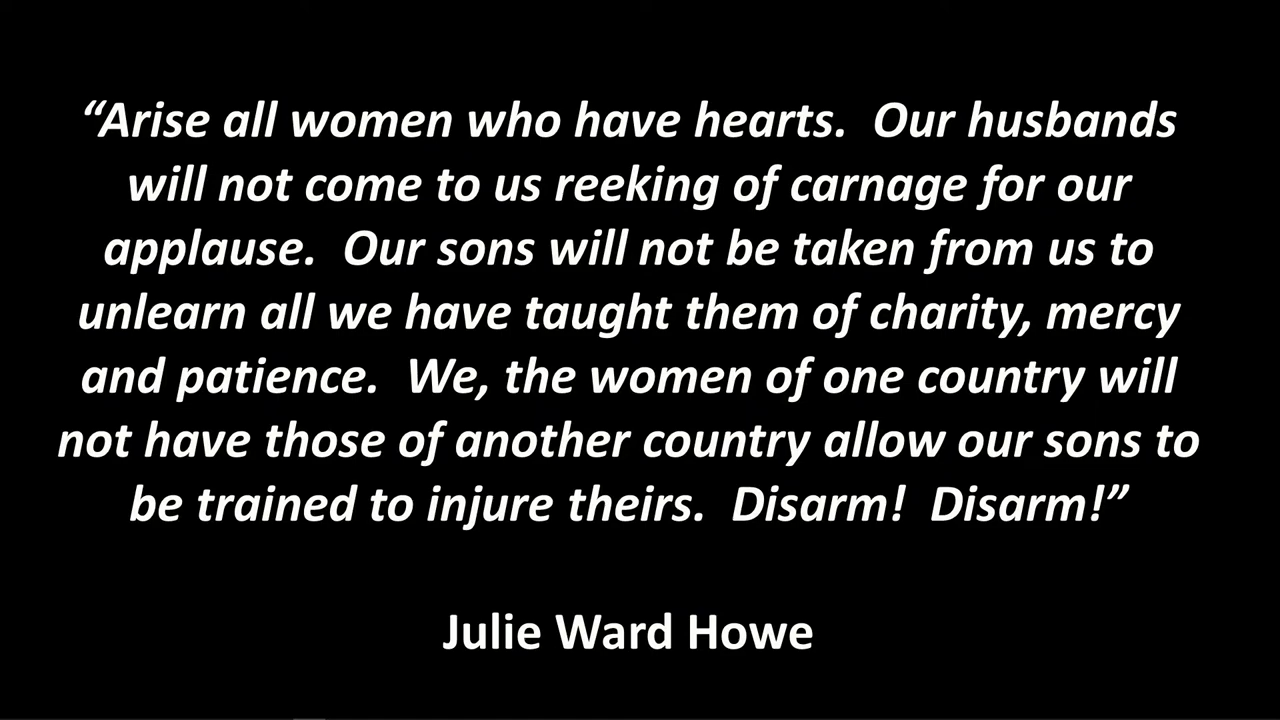 “Arise all women who have hearts.  Our husbands
will not come to us reeking of carnage for our
applause.  Our sons will not be taken from us to
unlearn all we have taught them of charity, mercy
and patience.  We, the women of one country will
not have those of another country allow our sons to
be trained to injure theirs.  Disarm!  Disarm!”
Julie Ward Howe